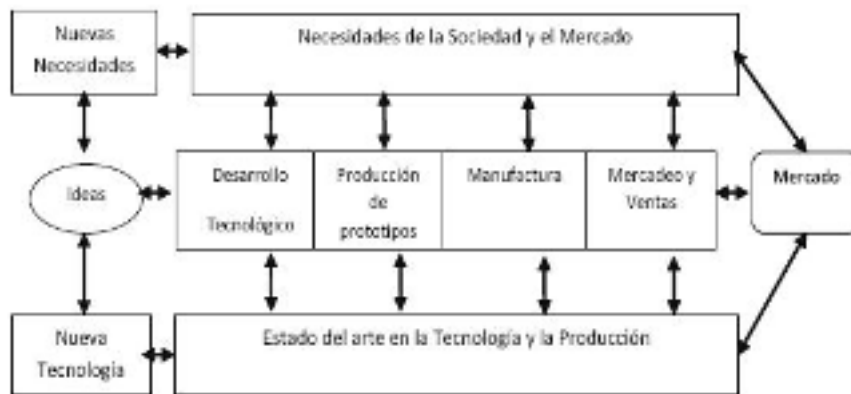 Nuevas
Necesidades
Necesidades de la Sociedad y el Mercado
Ideas
Desarrollo
Tecnológico
Producción
de
prototipos
Manufactura
Mercadeo y
Ventas
Mercado
Nueva
Tecnología
Estado del arte en la Tecnología y la Producción